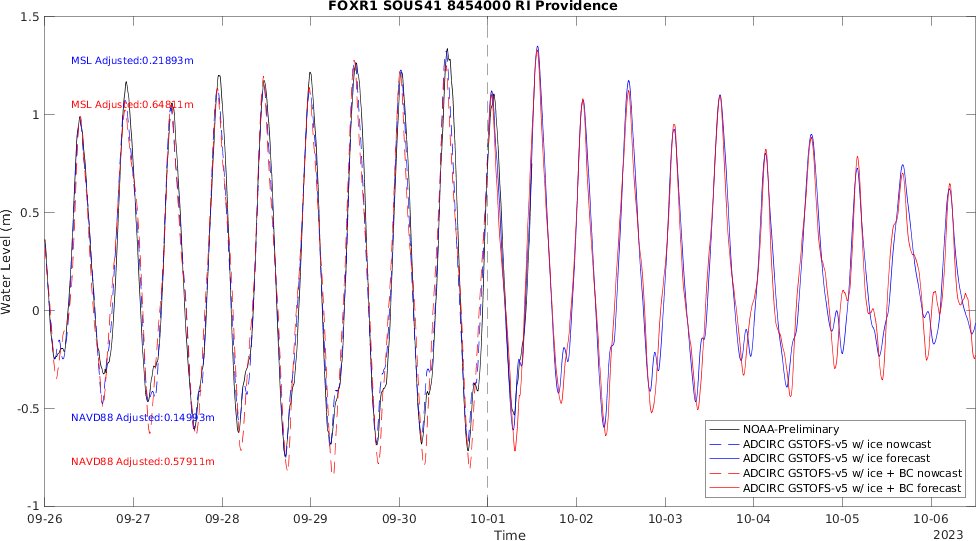 FOXR1 SOUS41 8454000 RI Providence
1.5
MSL Adjusted:0.21893m
MSL Adjusted:0.64811m
1
0.5
Water Level (m)
0
-0.5
NAVD88 Adjusted:0.14993m
NAVD88 Adjusted:0.57911m
NOAA-Preliminary
ADCIRC GSTOFS-v5 w/ ice nowcast
ADCIRC GSTOFS-v5 w/ ice forecast
ADCIRC GSTOFS-v5 w/ ice + BC nowcast
ADCIRC GSTOFS-v5 w/ ice + BC forecast
-1
09-26 09-27 09-28 09-29 09-30 10-01 10-02 10-03 10-04 10-05 10-06
Time
2023